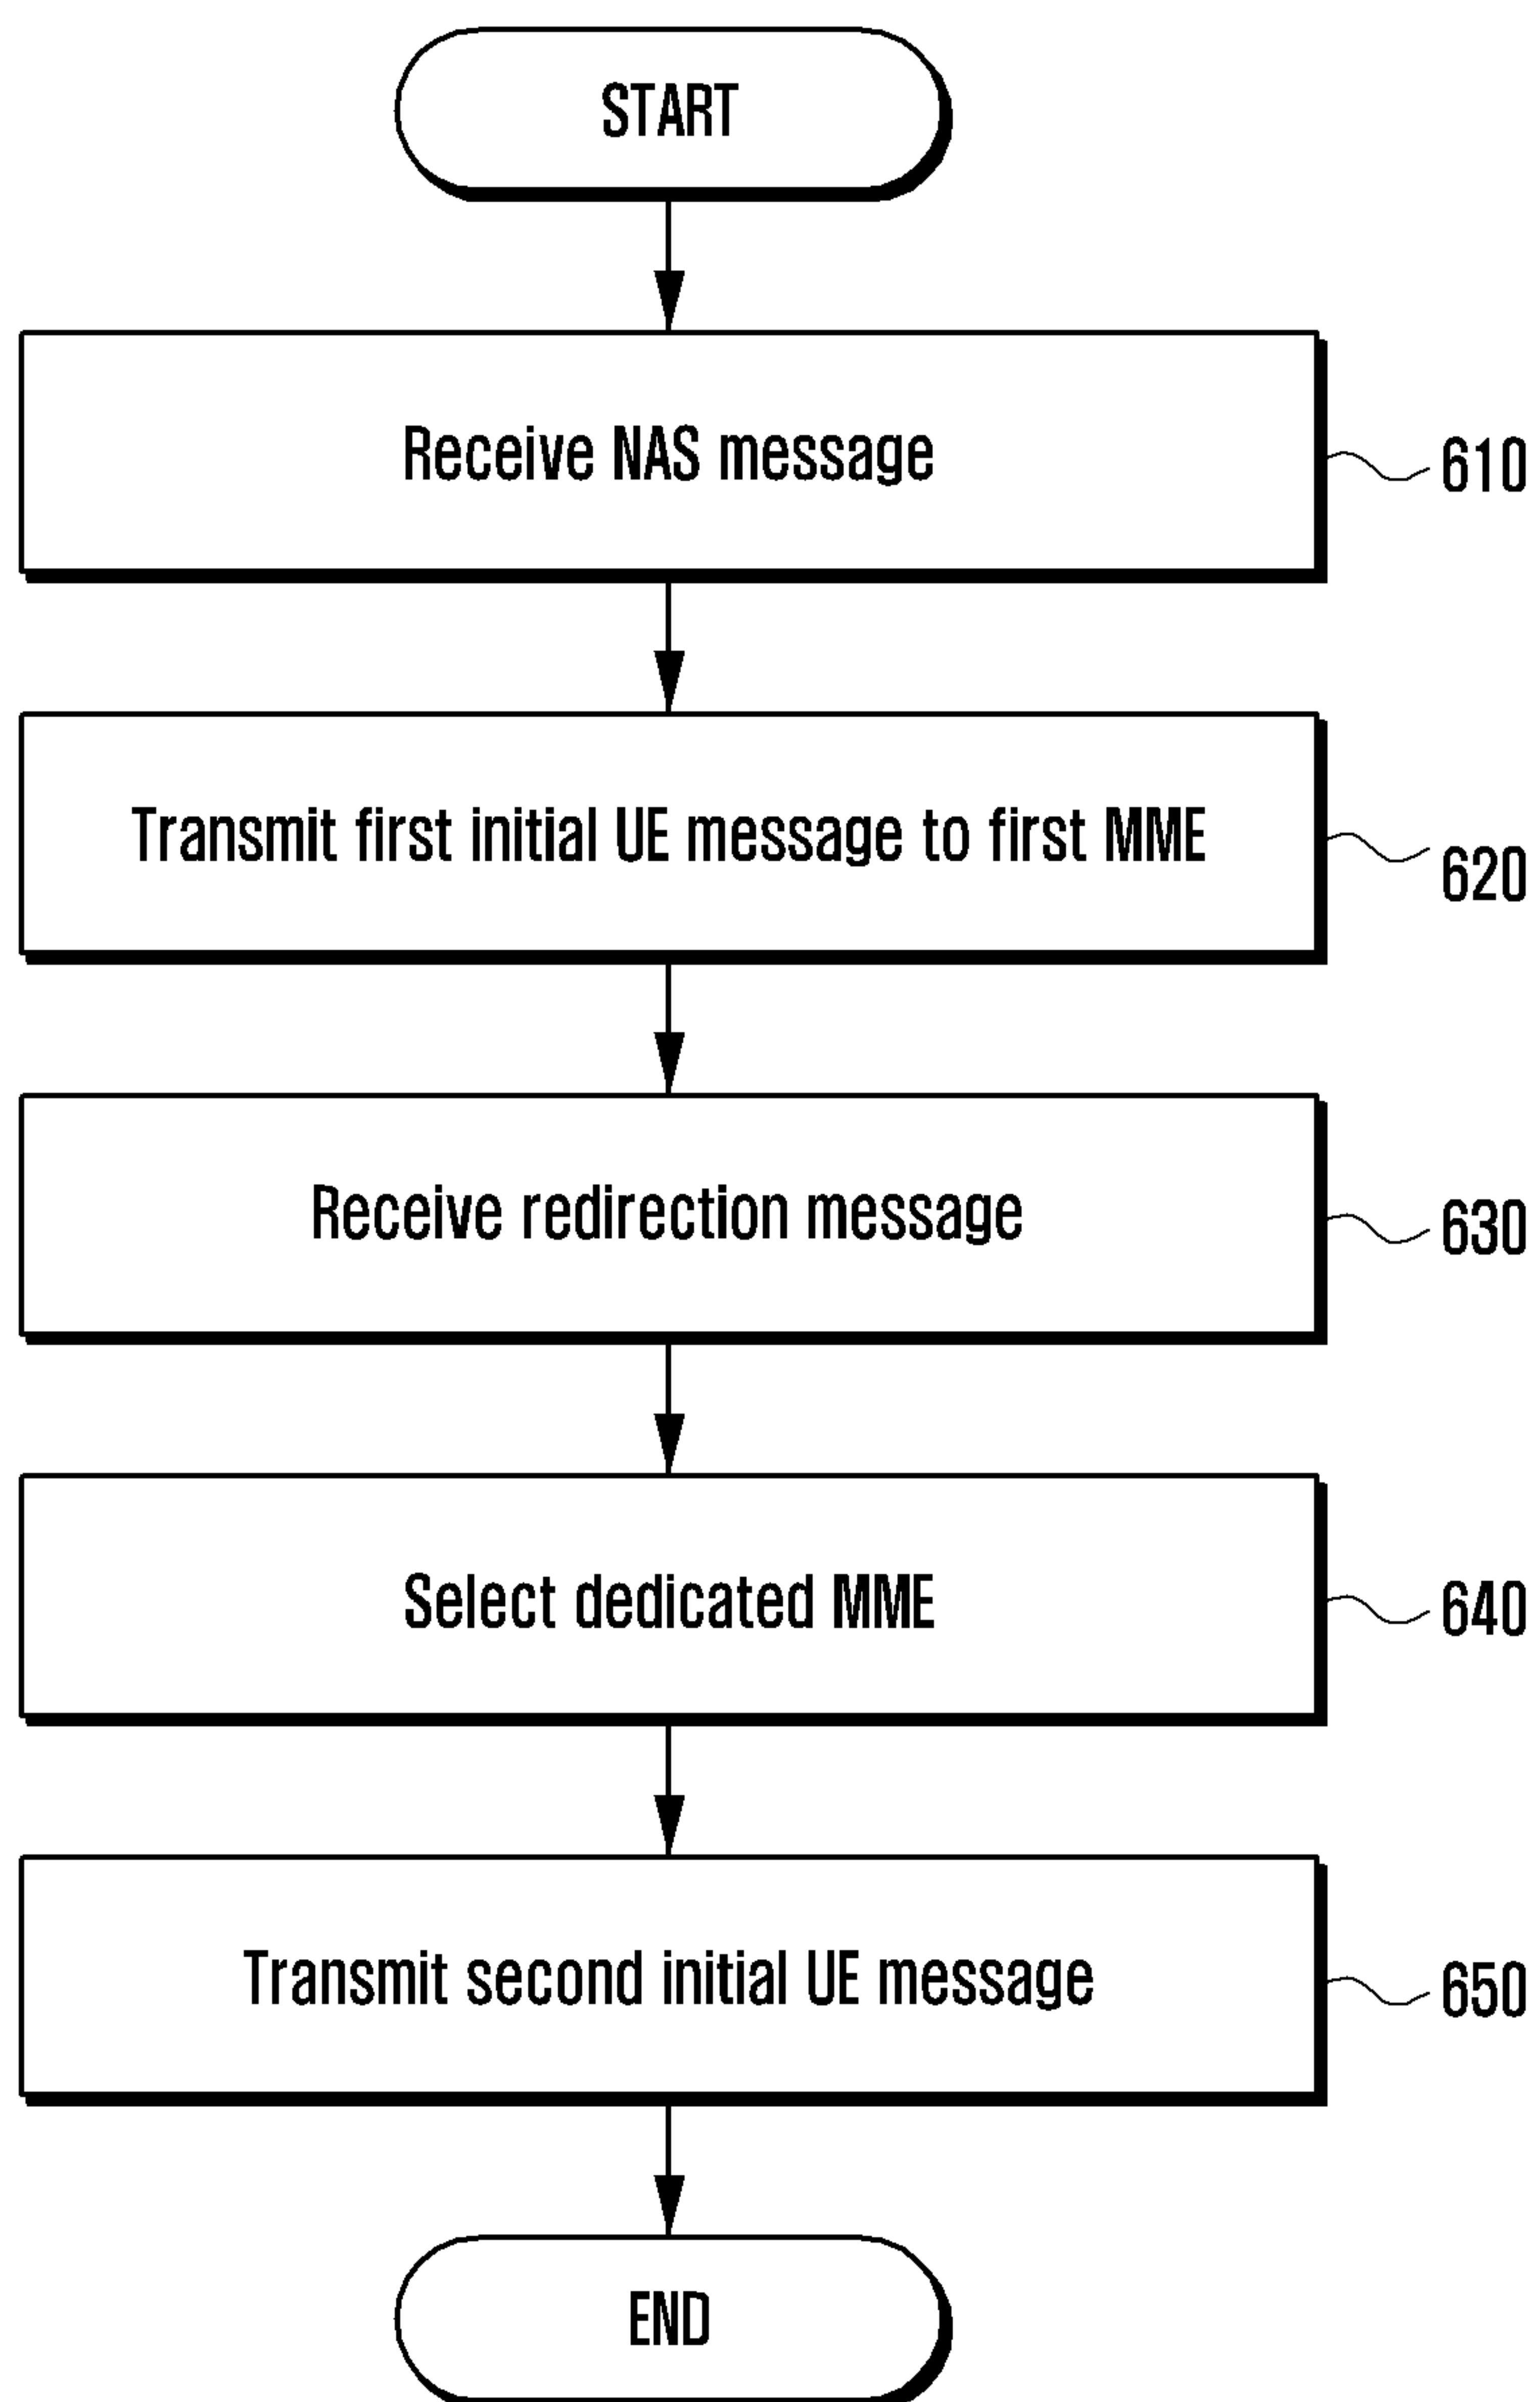 START
Receive NAS message
610
Transmit first initial UE message to first MME
620
Receive redirection message
630
Select dedicated MME
640
Transmit second initial UE message
650
END